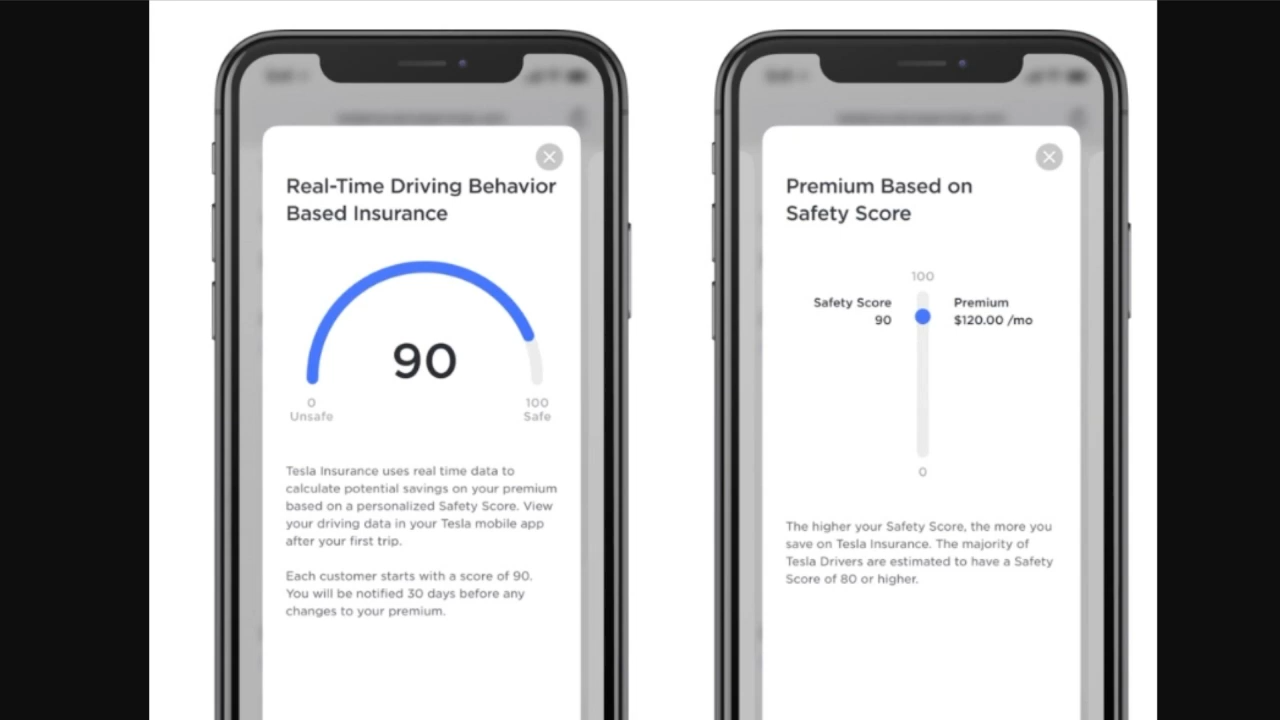 Real-Time Driving Behavior
Based Insurance
90
0
Unsafe
100
Safe
Tesla Insurance uses real time data to
calculate potential savings on your premium
based on a personalized Safety Score. View
your driving data in your Tesla mobile app
after your first trip.
Each customer starts with a score of 90.
You will be notified 30 days before any
changes to your premium.
Premium Based on
Safety Score
100
Safety Score
90
Premium
$120.00 /mo
0
The higher your Safety Score, the more you
save on Tesla Insurance. The majority of
Tesla Drivers are estimated to have a Safety
Score of 80 or higher.